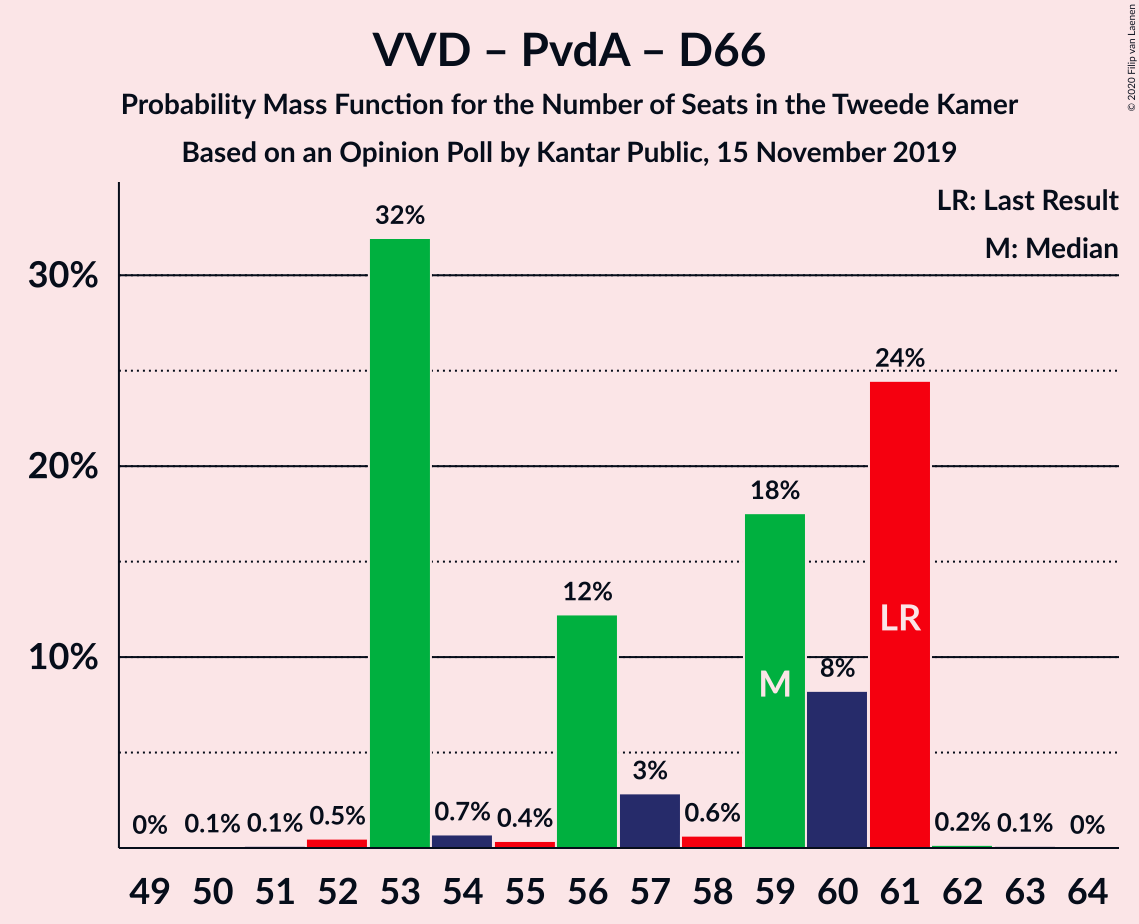 VVD – PvdA – D66
Probability Mass Function for the Number of Seats in the Tweede Kamer
Based on an Opinion Poll by Kantar Public, 15 November 2019
© 2020 Filip van Laenen
LR: Last Result
M: Median
30%
20%
10%
0% 0.1% 0.1% 0.5% 32% 0.7% 0.4% 12% 3% 0.6% 18% 8% 24% 0.2% 0.1% 0%
M
LR
49 50 51 52 53 54 55 56 57 58 59 60 61 62 63 64